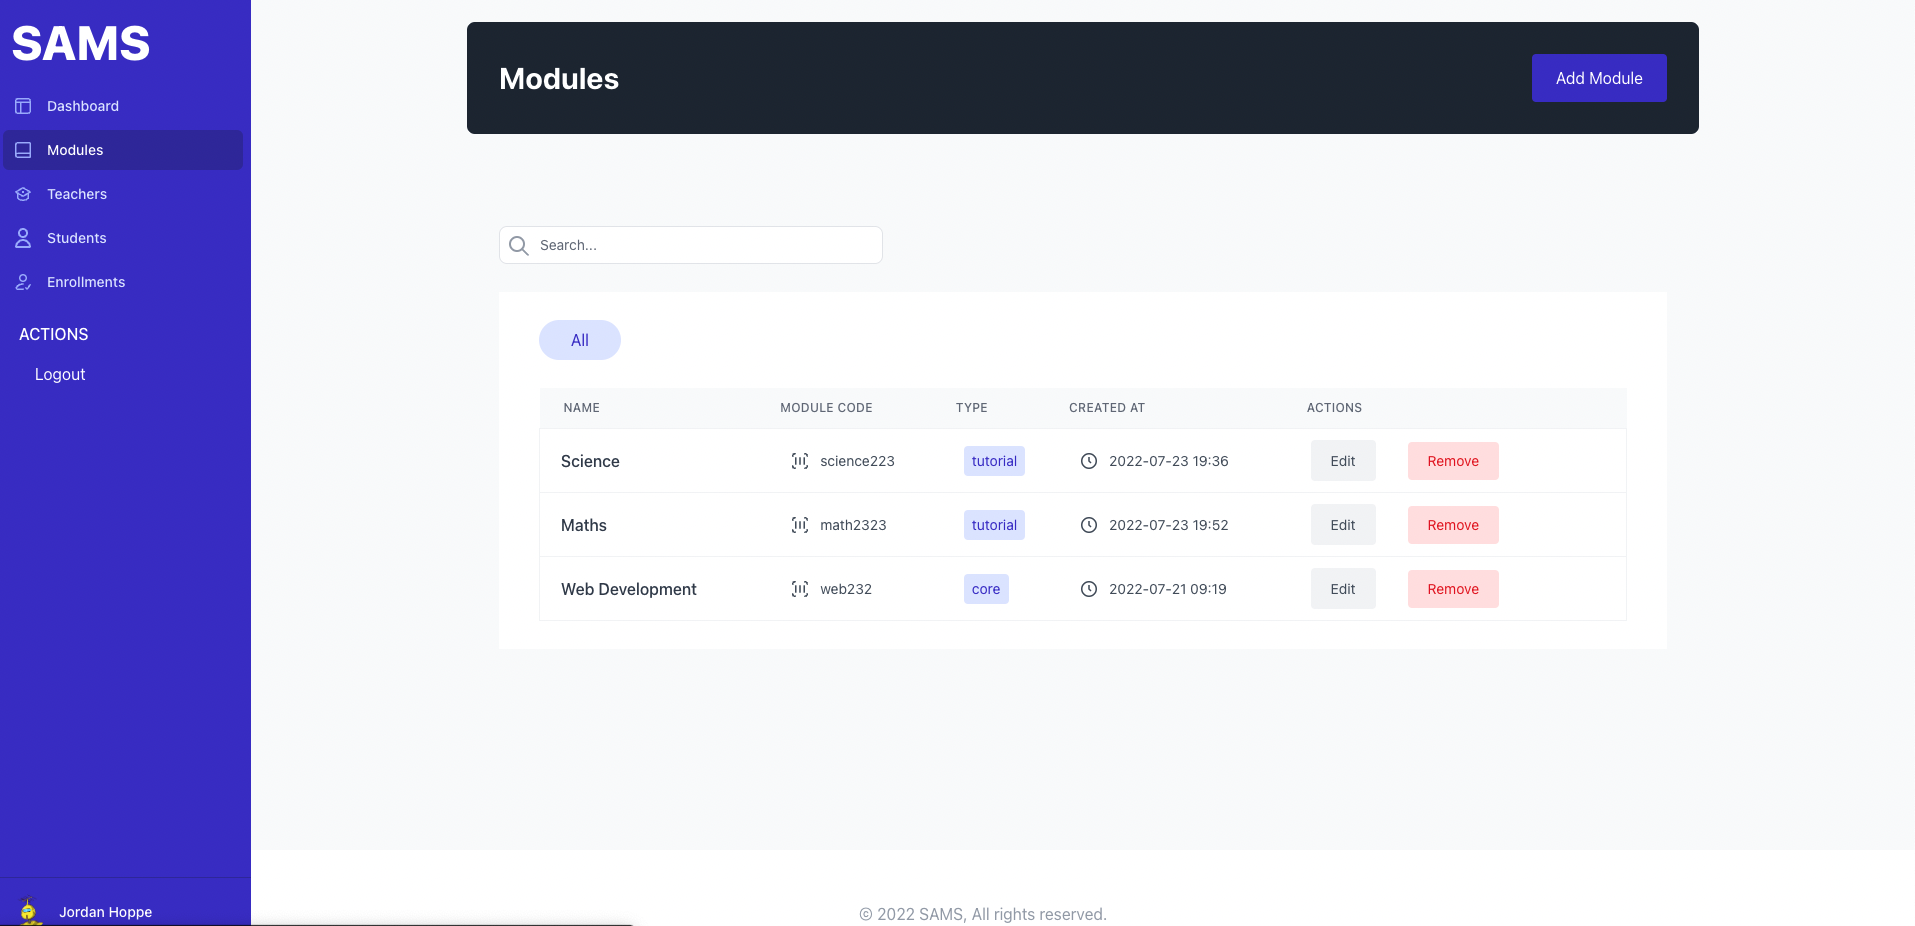 SAMS
Dashboard
Modules
Teachers
Students
Enrollments
ACTIONS
Logout
Jordan Hoppe
Modules
Add Module
Search...
All
NAME MODULE CODE TYPE CREATED AT ACTIONS
Science science223 tutorial 2022-07-23 19:36 Edit Remove
Maths math2323 tutorial 2022-07-23 19:52 Edit Remove
Web Development web232 core 2022-07-21 09:19 Edit Remove
© 2022 SAMS, All rights reserved.